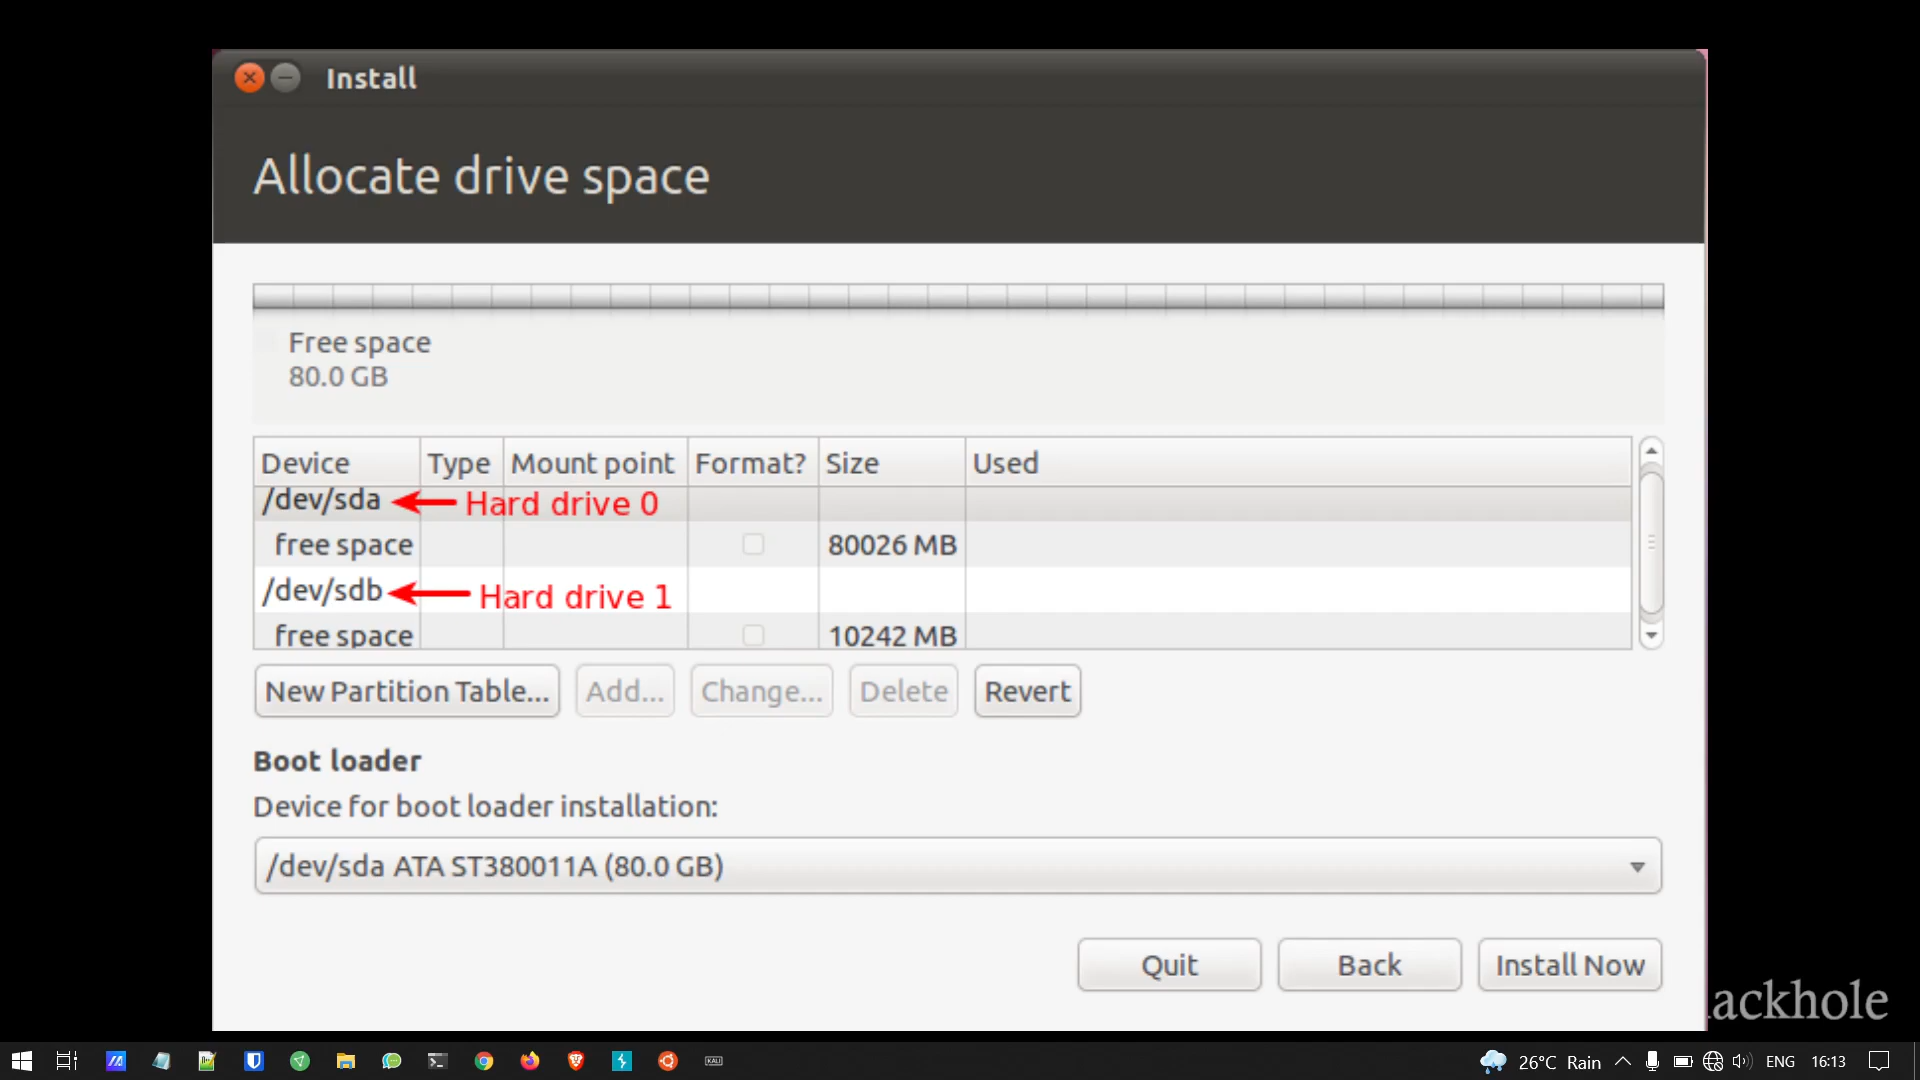 Install
Allocate drive space
Free space
80.0 GB
Device Type Mount point Format? Size Used
/dev/sda Hard drive 0
free space 80026 MB
/dev/sdb Hard drive 1
free space 10242 MB
New Partition Table... Add... Change... Delete Revert
Boot loader
Device for boot loader installation:
/dev/sda ATA ST380011A (80.0 GB)
Quit Back Install Now
ackhole
KALI
26°C Rain ENG 16:13